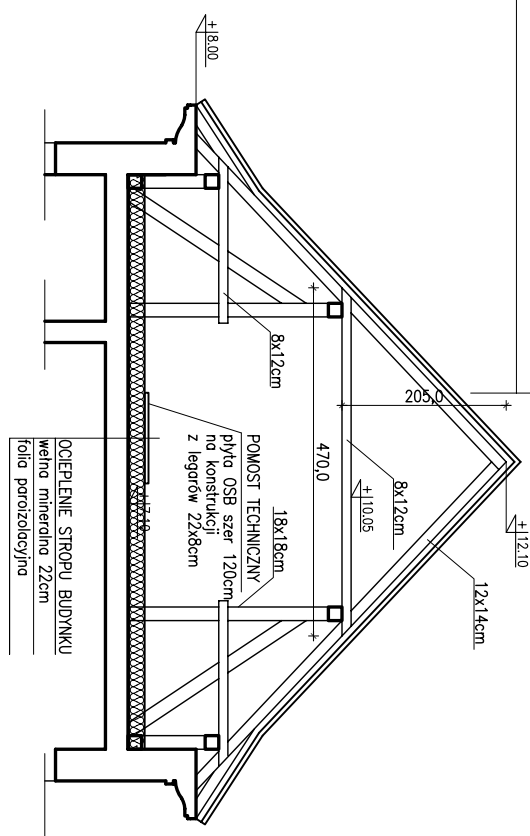 +18.00
8x12cm
470,0
205,0
8x12cm
+10.05
+12.10
12x14cm
18x18cm
POMOST TECHNICZNY
płyta OSB szer 120cm
na konstrukcji
z legarów 22x8cm
OCIEPLENIE STROPU BUDYNKU
wełna mineralna 22cm
folia paroizolacyjna